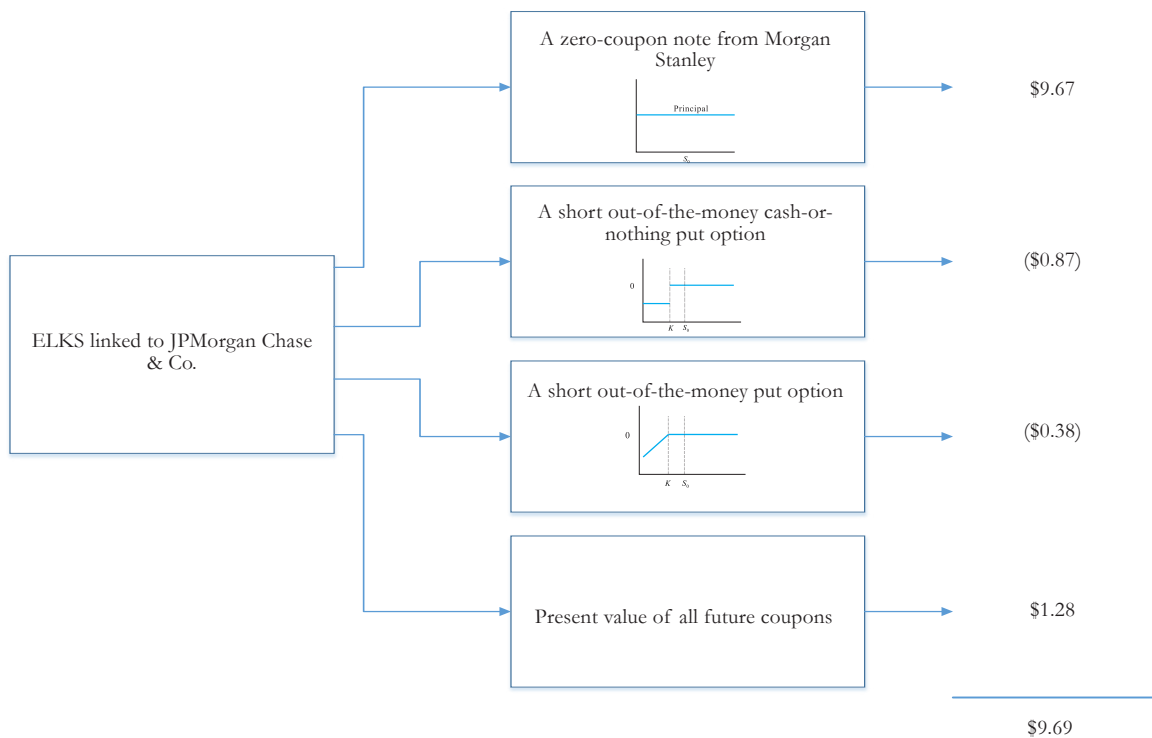 A zero-coupon note from Morgan
Stanley
Principal
S₀
$9.67
A short out-of-the-money cash-or-
nothing put option
0
K S₀
($0.87)
ELKS linked to JPMorgan Chase
& Co.
A short out-of-the-money put option
0
K S₀
($0.38)
Present value of all future coupons
$1.28
$9.69